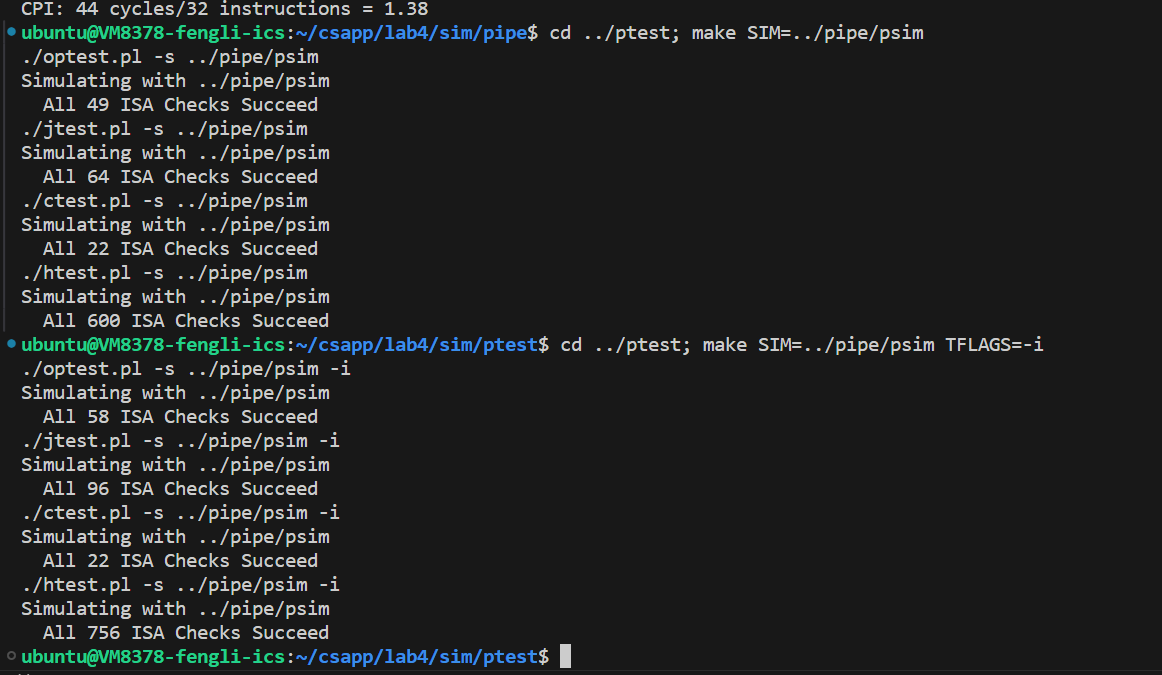 CPI: 44 cycles/32 instructions = 1.38
ubuntu@VM8378-fengli-ics:~/csapp/lab4/sim/pipe$ cd ../ptest; make SIM=../pipe/psim
./optest.pl -s ../pipe/psim
Simulating with ../pipe/psim
  All 49 ISA Checks Succeed
./jtest.pl -s ../pipe/psim
Simulating with ../pipe/psim
  All 64 ISA Checks Succeed
./ctest.pl -s ../pipe/psim
Simulating with ../pipe/psim
  All 22 ISA Checks Succeed
./htest.pl -s ../pipe/psim
Simulating with ../pipe/psim
  All 600 ISA Checks Succeed
ubuntu@VM8378-fengli-ics:~/csapp/lab4/sim/ptest$ cd ../ptest; make SIM=../pipe/psim TFLAGS=-i
./optest.pl -s ../pipe/psim -i
Simulating with ../pipe/psim
  All 58 ISA Checks Succeed
./jtest.pl -s ../pipe/psim -i
Simulating with ../pipe/psim
  All 96 ISA Checks Succeed
./ctest.pl -s ../pipe/psim -i
Simulating with ../pipe/psim
  All 22 ISA Checks Succeed
./htest.pl -s ../pipe/psim -i
Simulating with ../pipe/psim
  All 756 ISA Checks Succeed
ubuntu@VM8378-fengli-ics:~/csapp/lab4/sim/ptest$